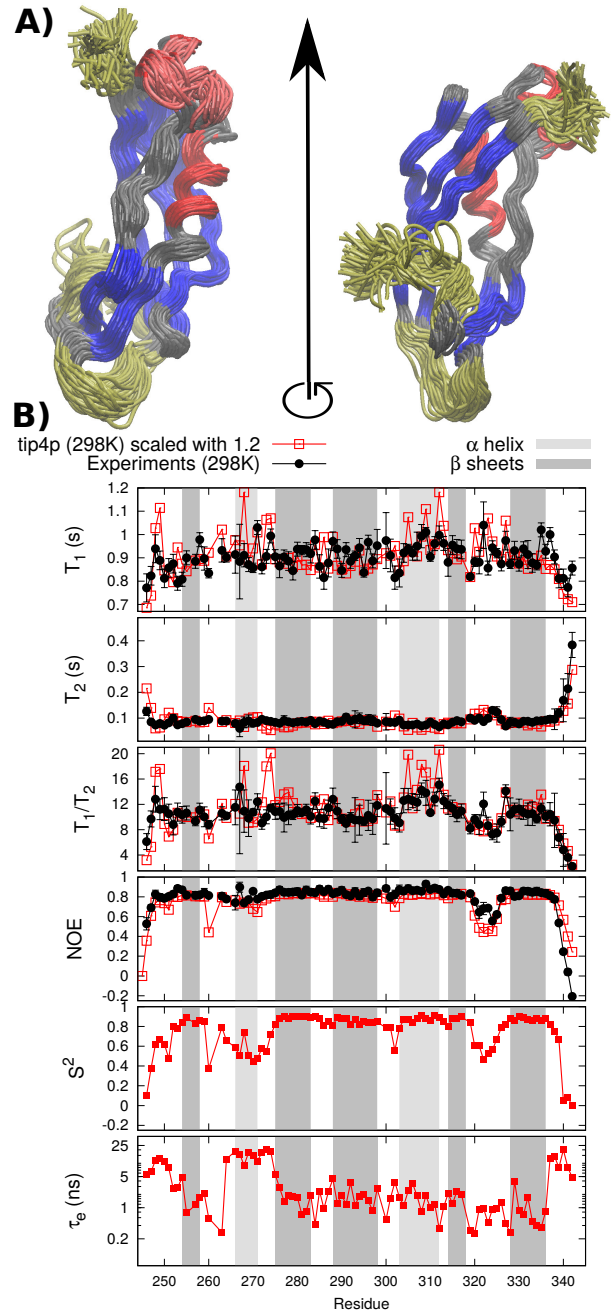 A)
B)
tip4p (298K) scaled with 1.2
α helix
Experiments (298K)
β sheets
T1 (s)
1.2
1.1
1
0.9
0.8
0.7
T2 (s)
0.4
0.3
0.2
0.1
T1/T2
20
16
12
8
4
NOE
1
0.8
0.6
0.4
0.2
0
-0.2
S2
1
0.8
0.6
0.4
0.2
0
-0.2
τe (ns)
25
5
1
0.2
250 260 270 280 290 300 310 320 330 340
Residue